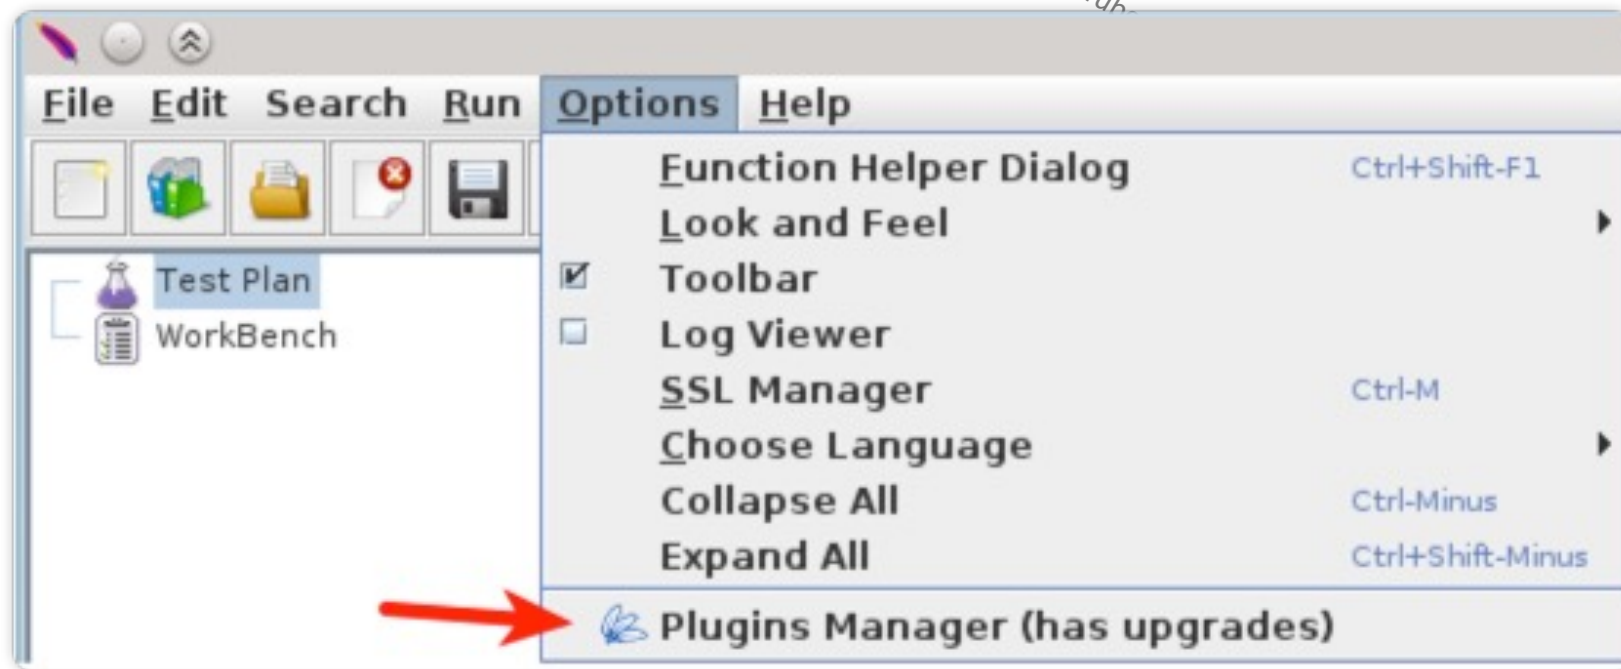 File Edit Search Run Options Help
Function Helper Dialog Ctrl+Shift-F1
Look and Feel
Test Plan
Toolbar
WorkBench
Log Viewer
SSL Manager Ctrl-M
Choose Language
Collapse All Ctrl-Minus
Expand All Ctrl+Shift-Minus
Plugins Manager (has upgrades)